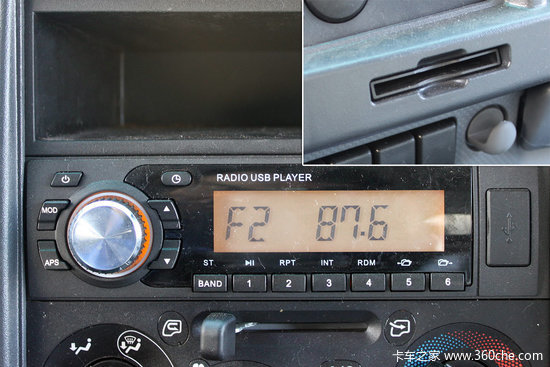 RADIO USB PLAYER
MOD
F2 87.6
APS
ST RPT INT RDM
BAND 1 2 3 4 5 6
卡车之家 www.360che.com